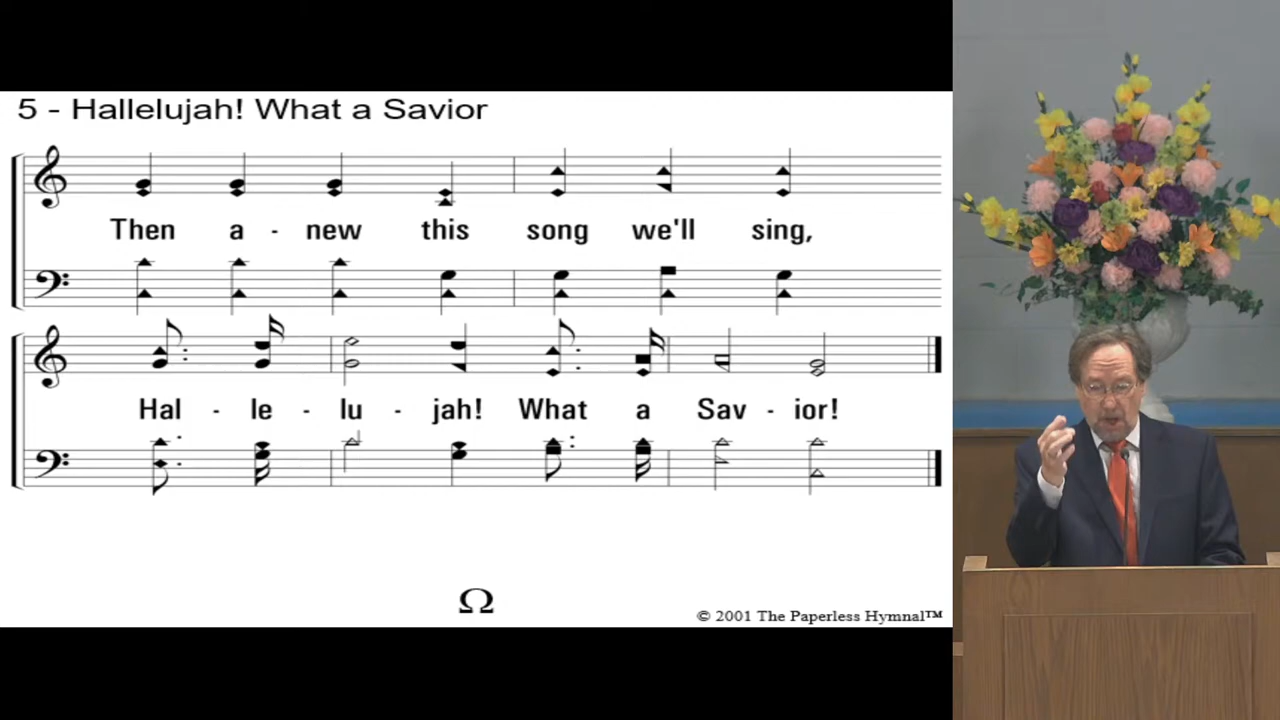 5 - Hallelujah! What a Savior
Then a - new this song we'll sing,
Hal - le - lu - jah! What a Sav - ior!
Ω
© 2001 The Paperless Hymnal™